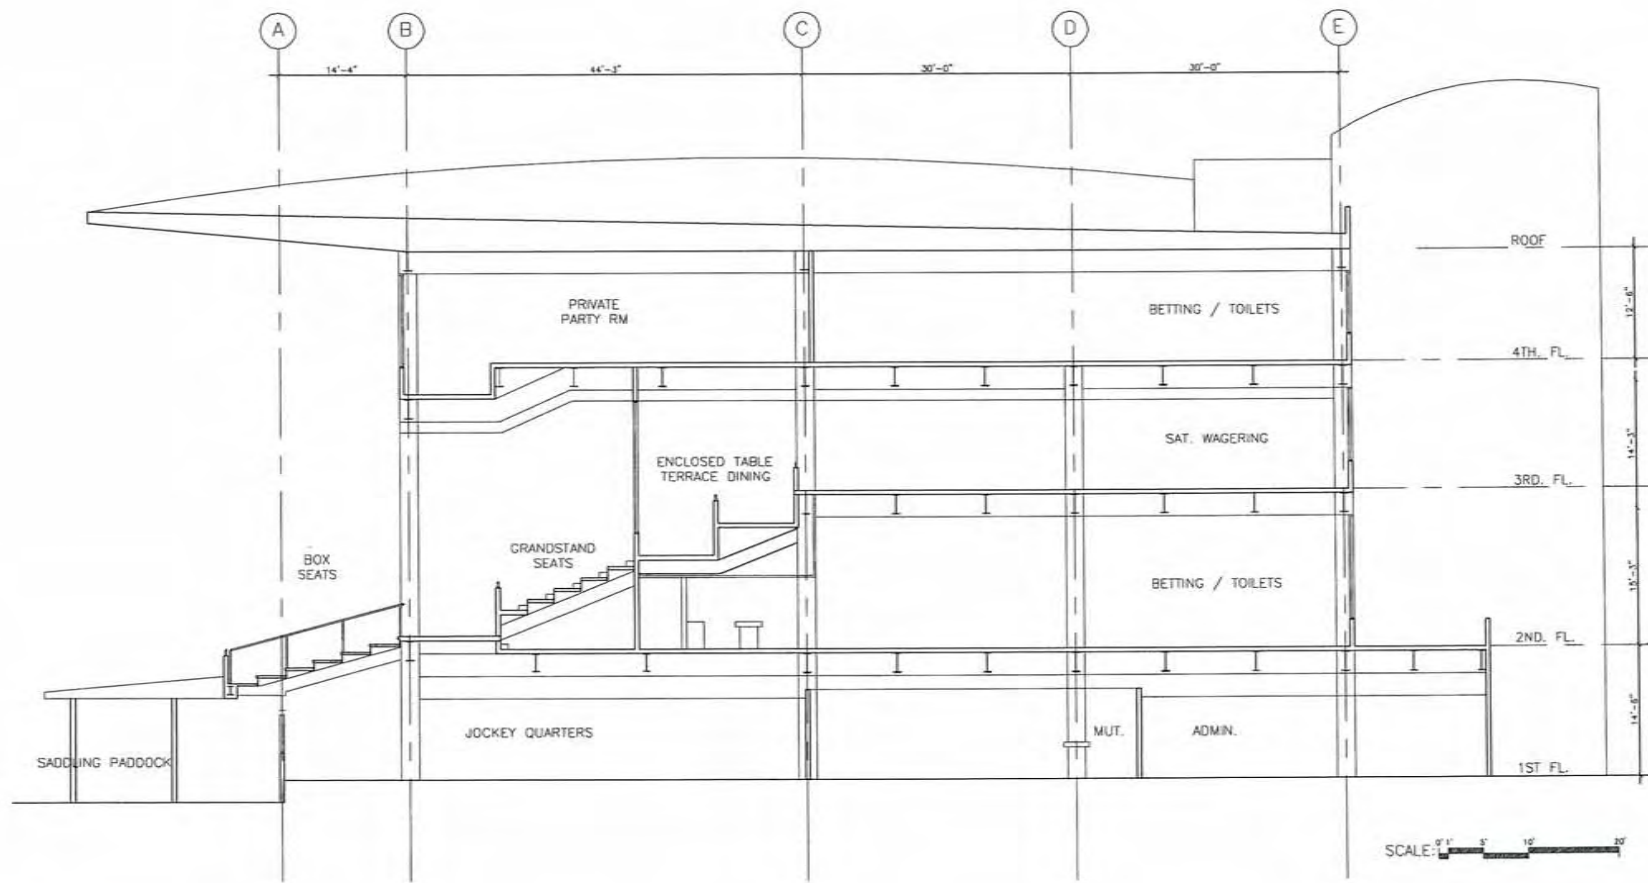 A B C D E
14'-4" 44'-3" 30'-0" 30'-0"
ROOF
12'-6"
PRIVATE
PARTY RM
BETTING / TOILETS
4TH. FL.
14'-3"
SAT. WAGERING
ENCLOSED TABLE
TERRACE DINING
3RD. FL.
GRANDSTAND
SEATS
BOX
SEATS
BETTING / TOILETS
15'-3"
2ND. FL.
14'-6"
JOCKEY QUARTERS
MUT.
ADMIN.
SADDLING PADDOCK
1ST FL.
SCALE: 0' 1' 5' 10' 20'